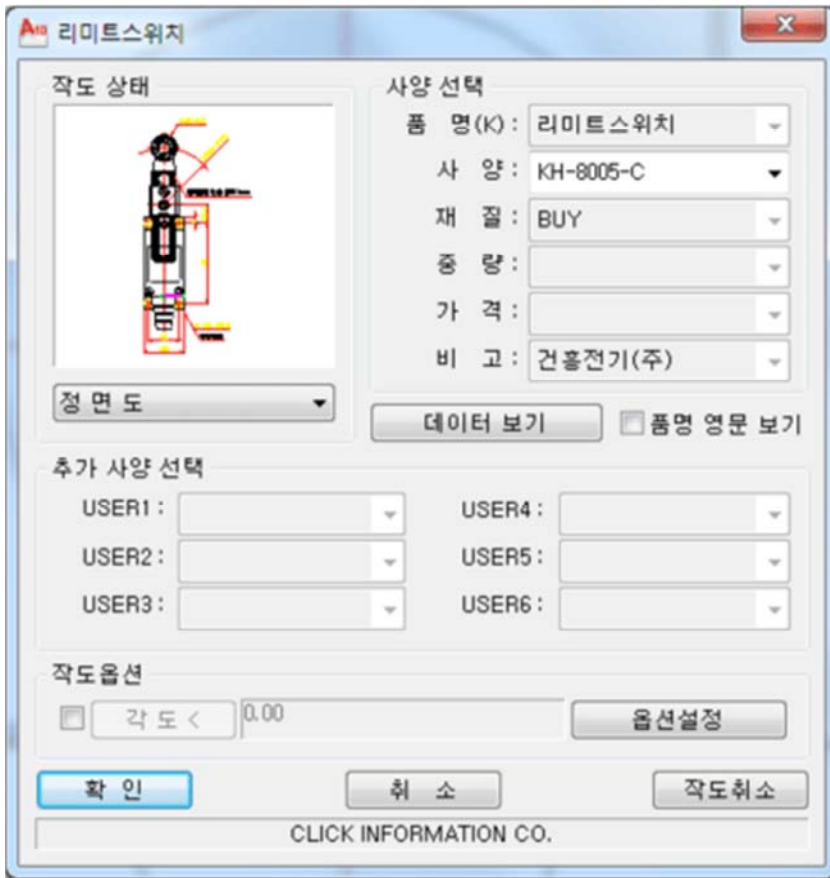 리미트스위치
작도 상태
정 면 도
사양 선택
품 명(K) : 리미트스위치
사 양 : KH-8005-C
재 질 : BUY
중 량 :
가 격 :
비 고 : 건흥전기(주)
데이터 보기 품명 영문 보기
추가 사양 선택
USER1 : USER4 :
USER2 : USER5 :
USER3 : USER6 :
작도옵션
각 도 < 0.00 옵션설정
확 인 취 소 작도취소
CLICK INFORMATION CO.